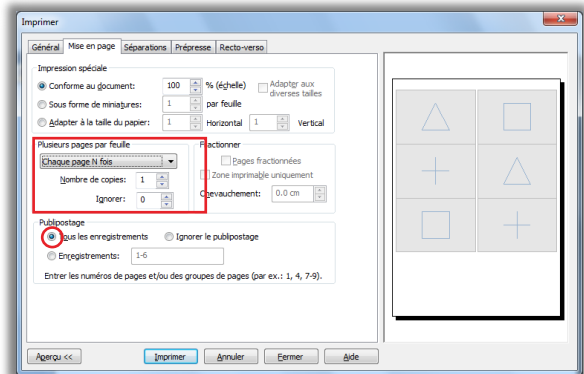 Imprimer
Général Mise en page Séparations Prépresse Recto-verso
Impression spéciale
Conforme au document: 100 % (échelle) Adapter aux diverses tailles
Sous forme de miniatures: 1 par feuille
Adapter à la taille du papier: 1 Horizontal 1 Vertical
Plusieurs pages par feuille
Chaque page N fois
Nombre de copies: 1
Ignorer: 0
Fractionner
Pages fractionnées
Zone imprimable uniquement
Chevauchement: 0.0 cm
Publipostage
Tous les enregistrements Ignorer le publipostage
Enregistrements: 1-6
Entrer les numéros de pages et/ou des groupes de pages (par ex.: 1, 4, 7-9).
Aperçu << Imprimer Annuler Fermer Aide